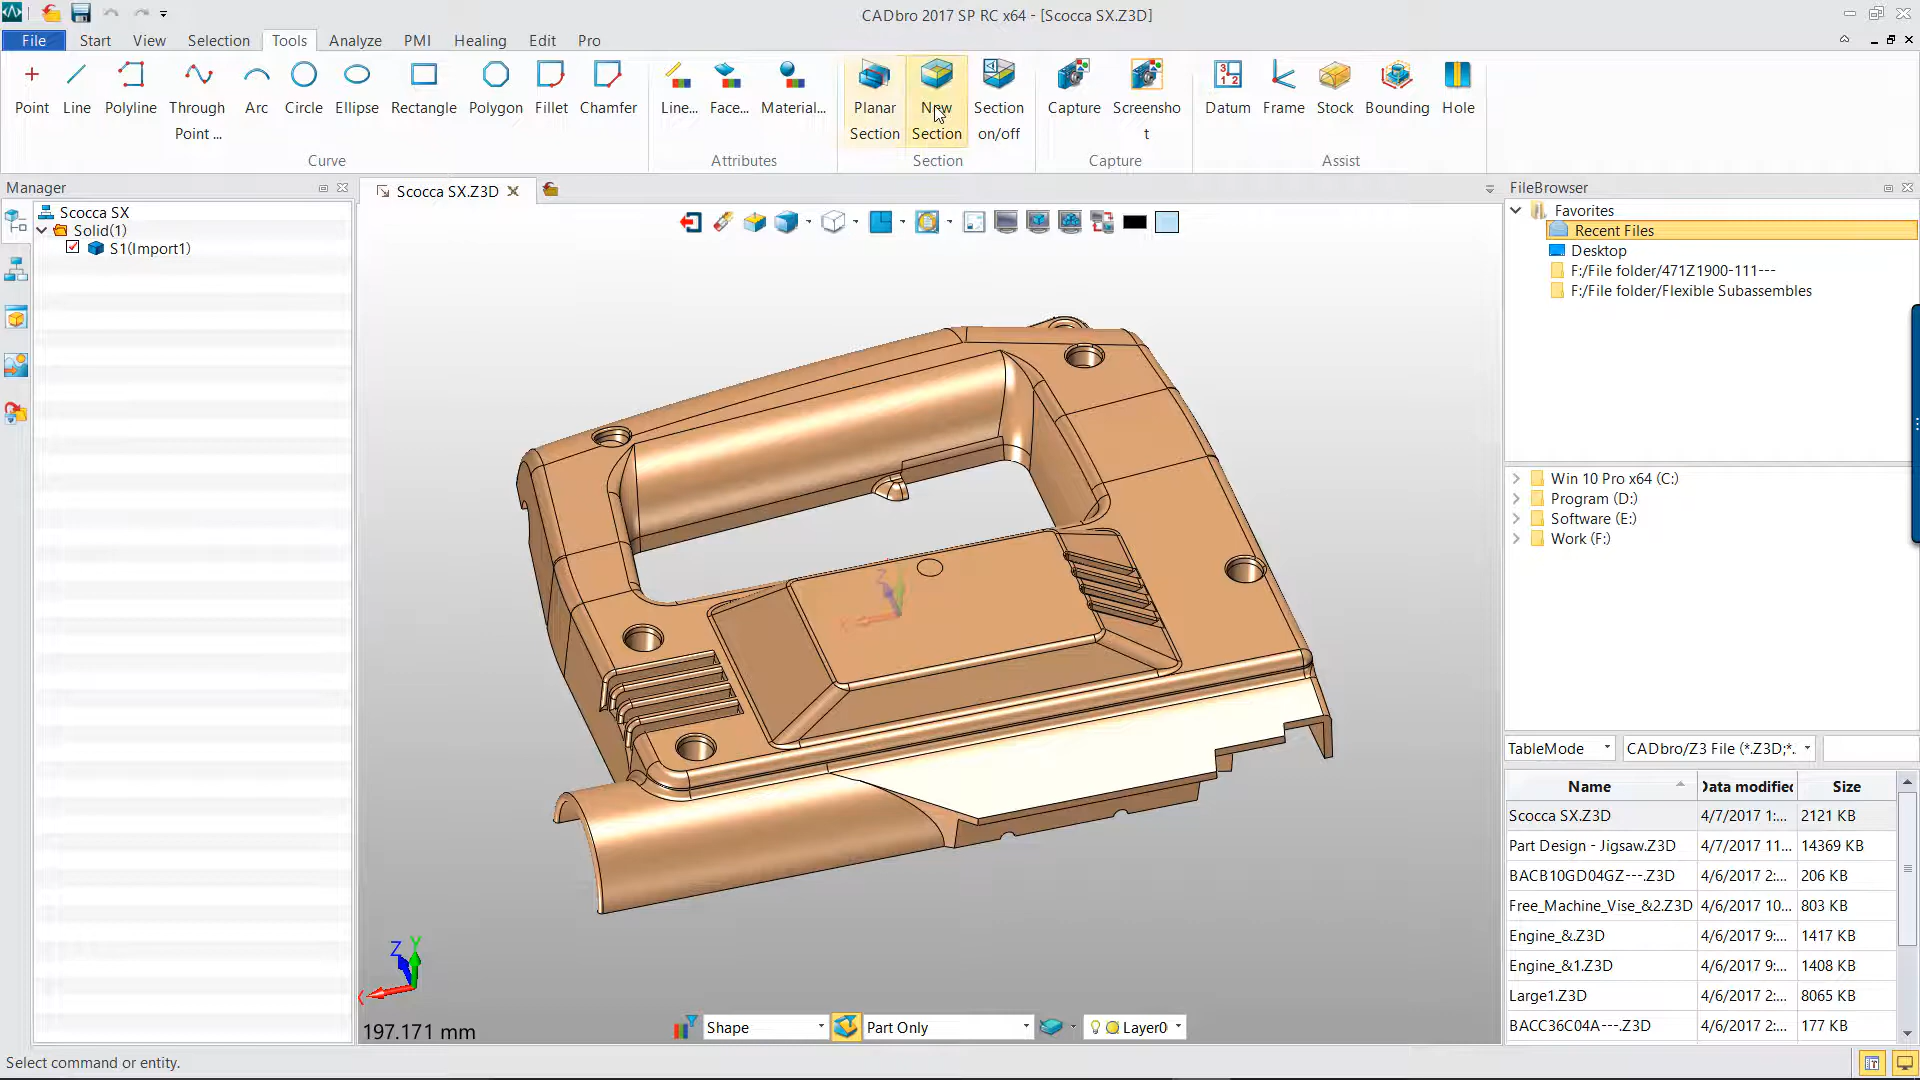 CADbro 2017 SP RC x64 - [Scocca SX.Z3D]
File Start View Selection Tools Analyze PMI Healing Edit Pro
Point Line Polyline Through Point ... Arc Circle Ellipse Rectangle Polygon Fillet Chamfer
Line... Face... Material...
Planar Section New Section Section on/off
Capture Screenshot
Datum Frame Stock Bounding Hole
Curve Attributes Section Capture Assist
Manager
Scocca SX
Solid(1)
S1(Import1)
Scocca SX.Z3D
Z
X
Z Y
X
197.171 mm
Shape Part Only Layer0
FileBrowser
Favorites
Recent Files
Desktop
F:/File folder/471Z1900-111---
F:/File folder/Flexible Subassembles
Win 10 Pro x64 (C:)
Program (D:)
Software (E:)
Work (F:)
TableMode CADbro/Z3 File (*.Z3D;*.
Name Data modified Size
Scocca SX.Z3D 4/7/2017 1:... 2121 KB
Part Design - Jigsaw.Z3D 4/7/2017 11... 14369 KB
BACB10GD04GZ---.Z3D 4/6/2017 2:... 206 KB
Free_Machine_Vise_&2.Z3D 4/6/2017 10... 803 KB
Engine_&.Z3D 4/6/2017 9:... 1417 KB
Engine_&1.Z3D 4/6/2017 9:... 1408 KB
Large1.Z3D 4/6/2017 2:... 8065 KB
BACC36C04A---.Z3D 4/6/2017 2:... 177 KB
Select command or entity.